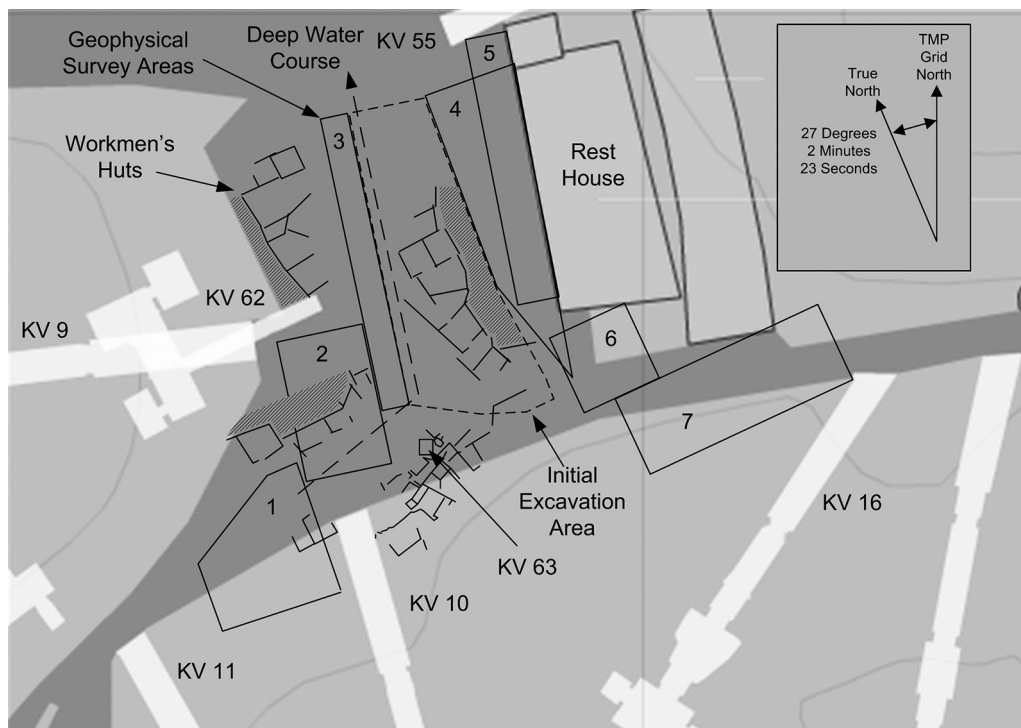 Geophysical
Survey Areas
Deep Water
Course
KV 55
5
4
3
Workmen's
Huts
Rest
House
TMP
Grid
North
True
North
27 Degrees
2 Minutes
23 Seconds
KV 62
KV 9
2
6
7
1
Initial
Excavation
Area
KV 16
KV 63
KV 10
KV 11